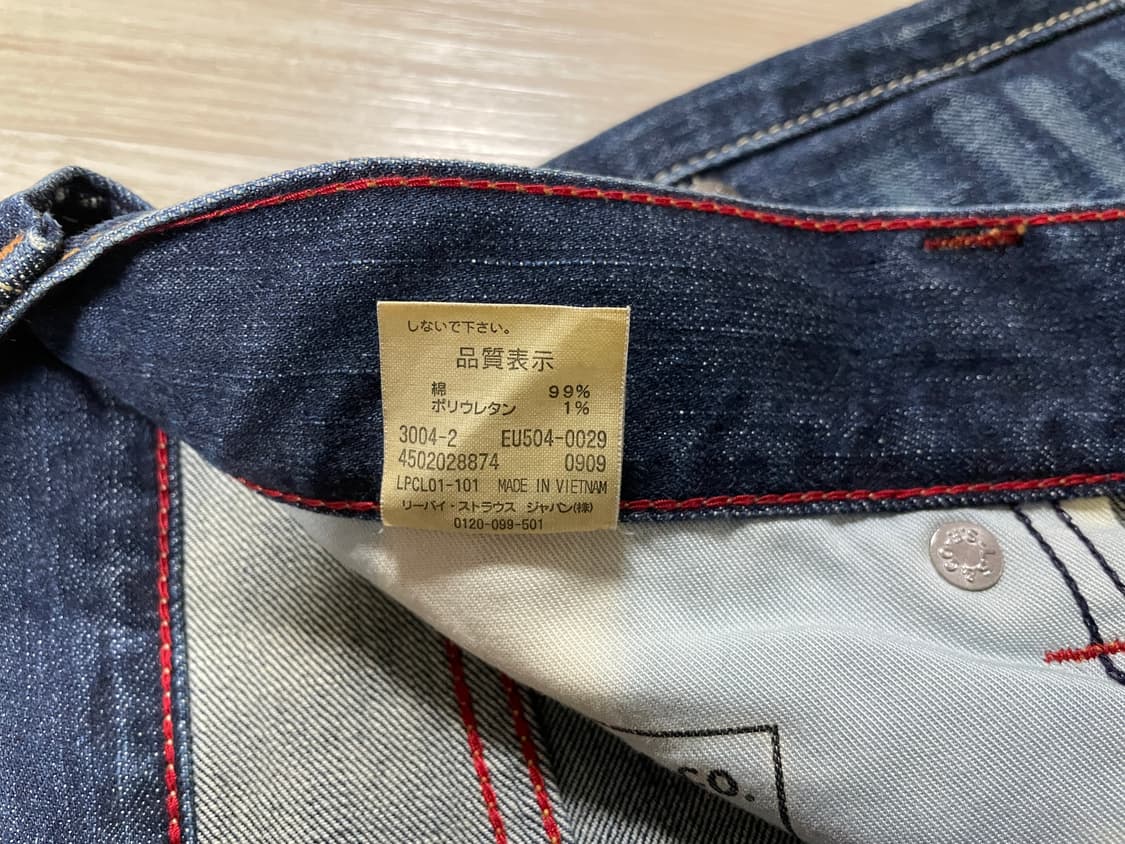 しないで下さい。
品質表示
綿 99%
ポリウレタン 1%
3004-2 EU504-0029
4502028874 0909
LPCL01-101 MADE IN VIETNAM
リーバイ・ストラウス ジャパン(株)
0120-099-501
CO.